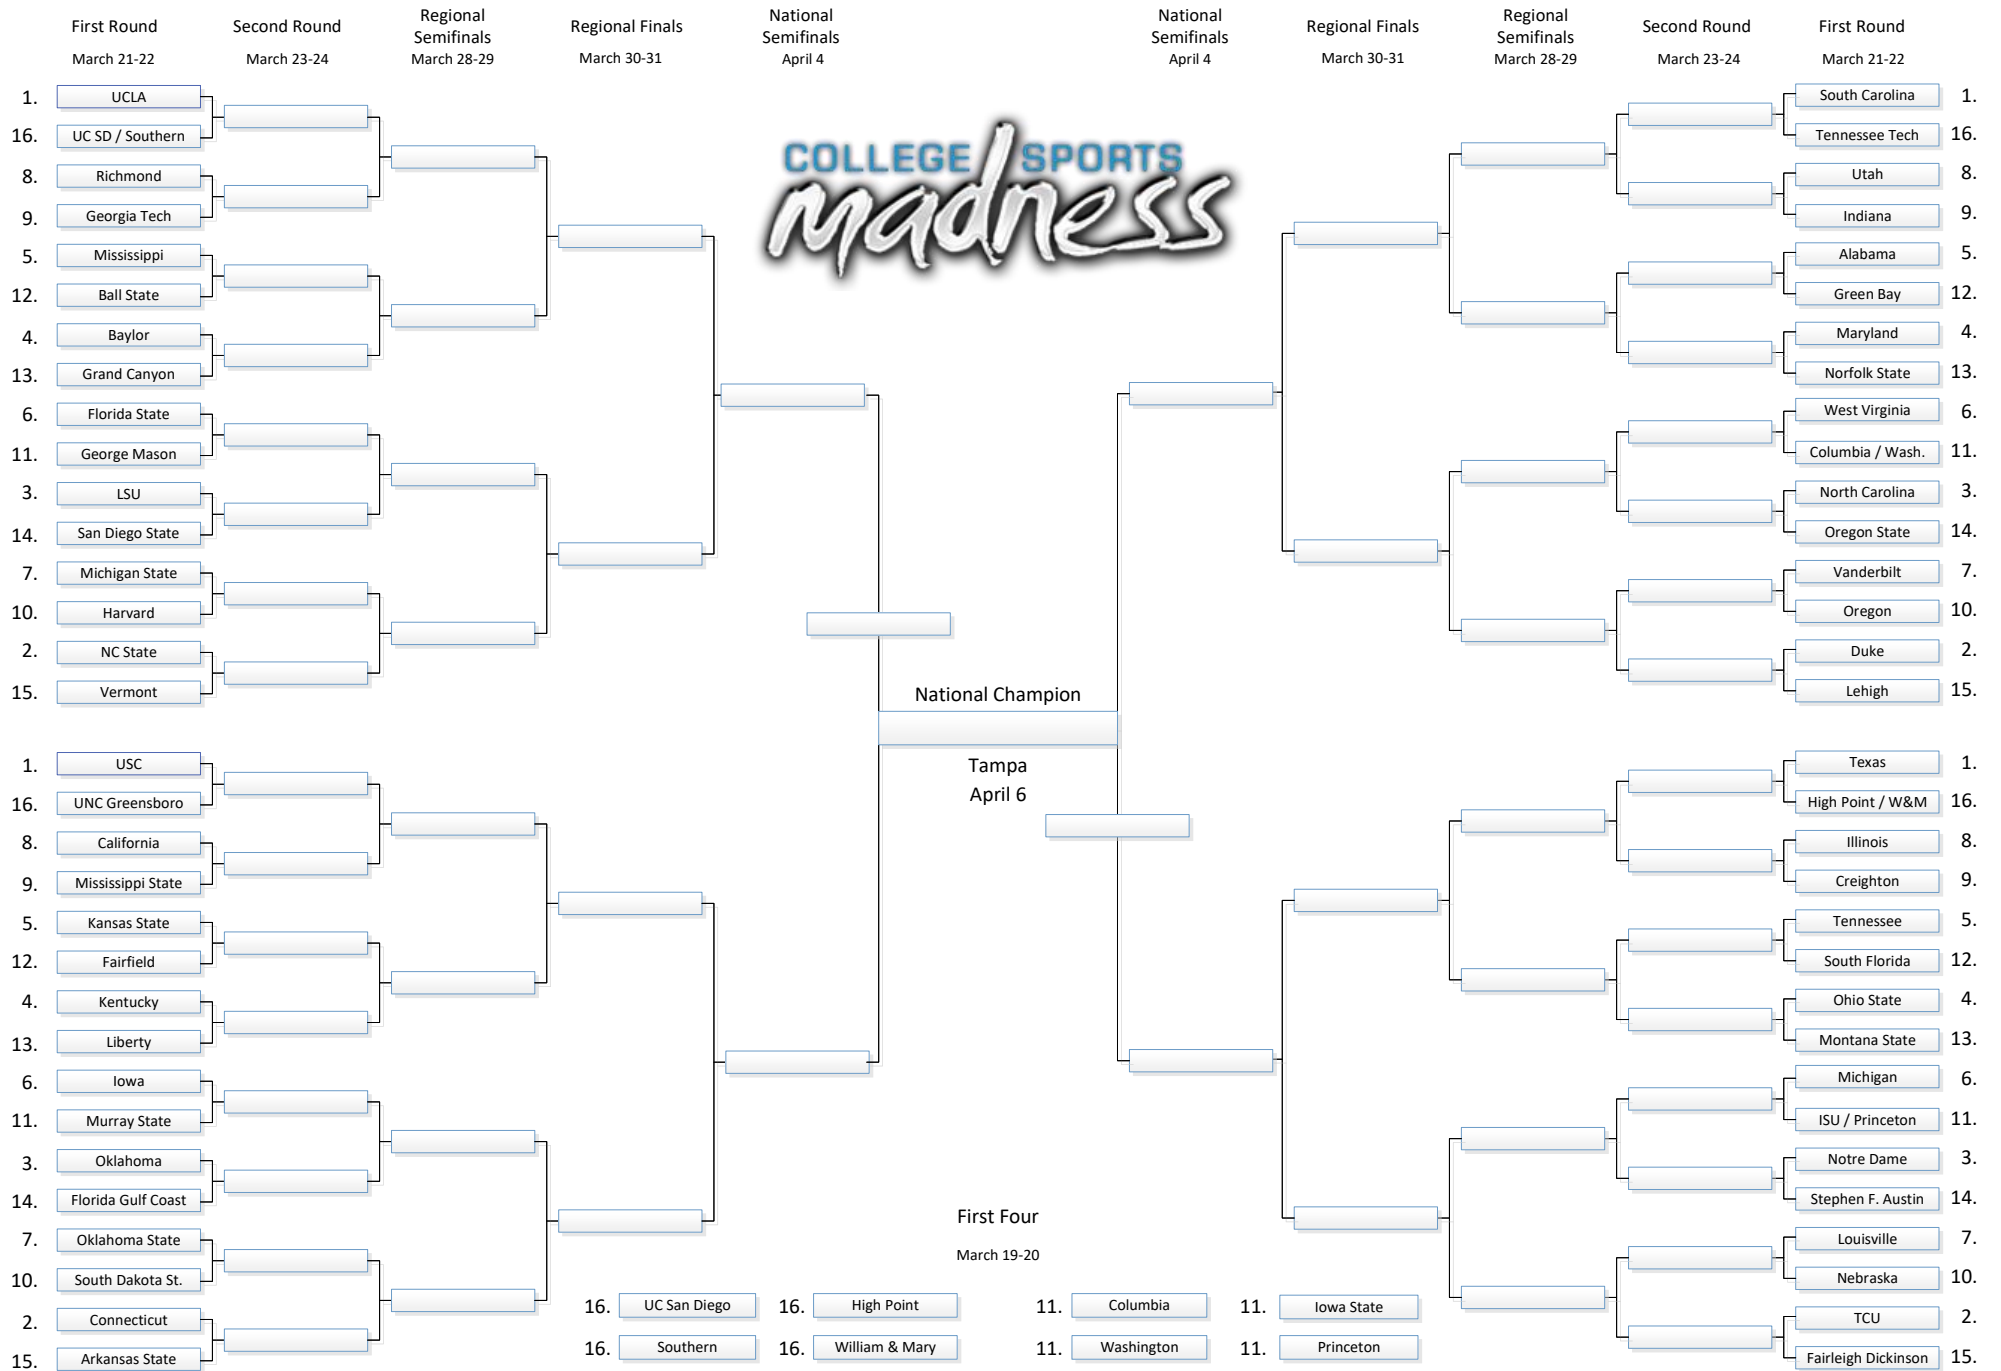 First Round
Second Round
Regional
Semifinals
Regional Finals
National
Semifinals
National
Semifinals
Regional Finals
Regional
Semifinals
Second Round
First Round
March 21-22
March 23-24
March 28-29
March 30-31
April 4
April 4
March 30-31
March 28-29
March 23-24
March 21-22
COLLEGE SPORTS
madness
1. UCLA
16. UC SD / Southern
8. Richmond
9. Georgia Tech
5. Mississippi
12. Ball State
4. Baylor
13. Grand Canyon
6. Florida State
11. George Mason
3. LSU
14. San Diego State
7. Michigan State
10. Harvard
2. NC State
15. Vermont
1. USC
16. UNC Greensboro
8. California
9. Mississippi State
5. Kansas State
12. Fairfield
4. Kentucky
13. Liberty
6. Iowa
11. Murray State
3. Oklahoma
14. Florida Gulf Coast
7. Oklahoma State
10. South Dakota St.
2. Connecticut
15. Arkansas State
National Champion
Tampa
April 6
South Carolina 1.
Tennessee Tech 16.
Utah 8.
Indiana 9.
Alabama 5.
Green Bay 12.
Maryland 4.
Norfolk State 13.
West Virginia 6.
Columbia / Wash. 11.
North Carolina 3.
Oregon State 14.
Vanderbilt 7.
Oregon 10.
Duke 2.
Lehigh 15.
Texas 1.
High Point / W&M 16.
Illinois 8.
Creighton 9.
Tennessee 5.
South Florida 12.
Ohio State 4.
Montana State 13.
Michigan 6.
ISU / Princeton 11.
Notre Dame 3.
Stephen F. Austin 14.
Louisville 7.
Nebraska 10.
TCU 2.
Fairleigh Dickinson 15.
First Four
March 19-20
16. UC San Diego
16. Southern
16. High Point
16. William & Mary
11. Columbia
11. Washington
11. Iowa State
11. Princeton